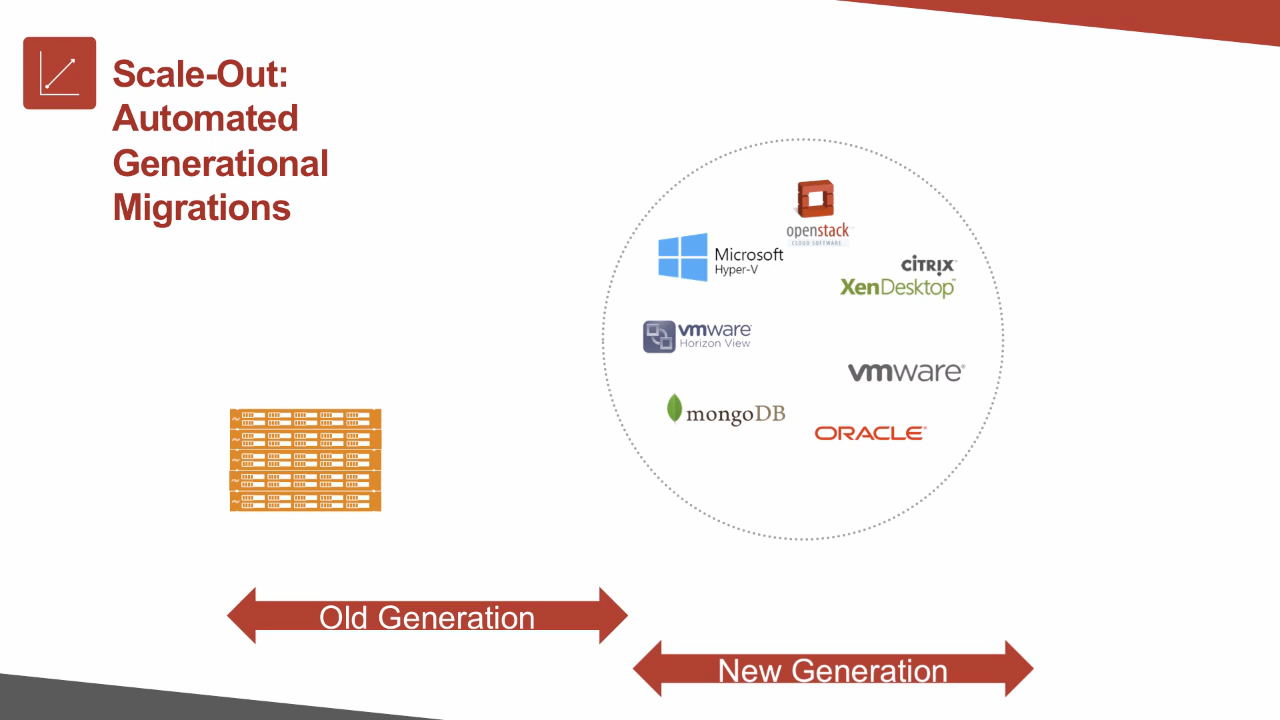 Scale-Out:
Automated
Generational
Migrations
openstack
CLOUD SOFTWARE
Microsoft
Hyper-V
CITRIX
XenDesktop
vmware
Horizon View
vmware
mongoDB
ORACLE
Old Generation
New Generation